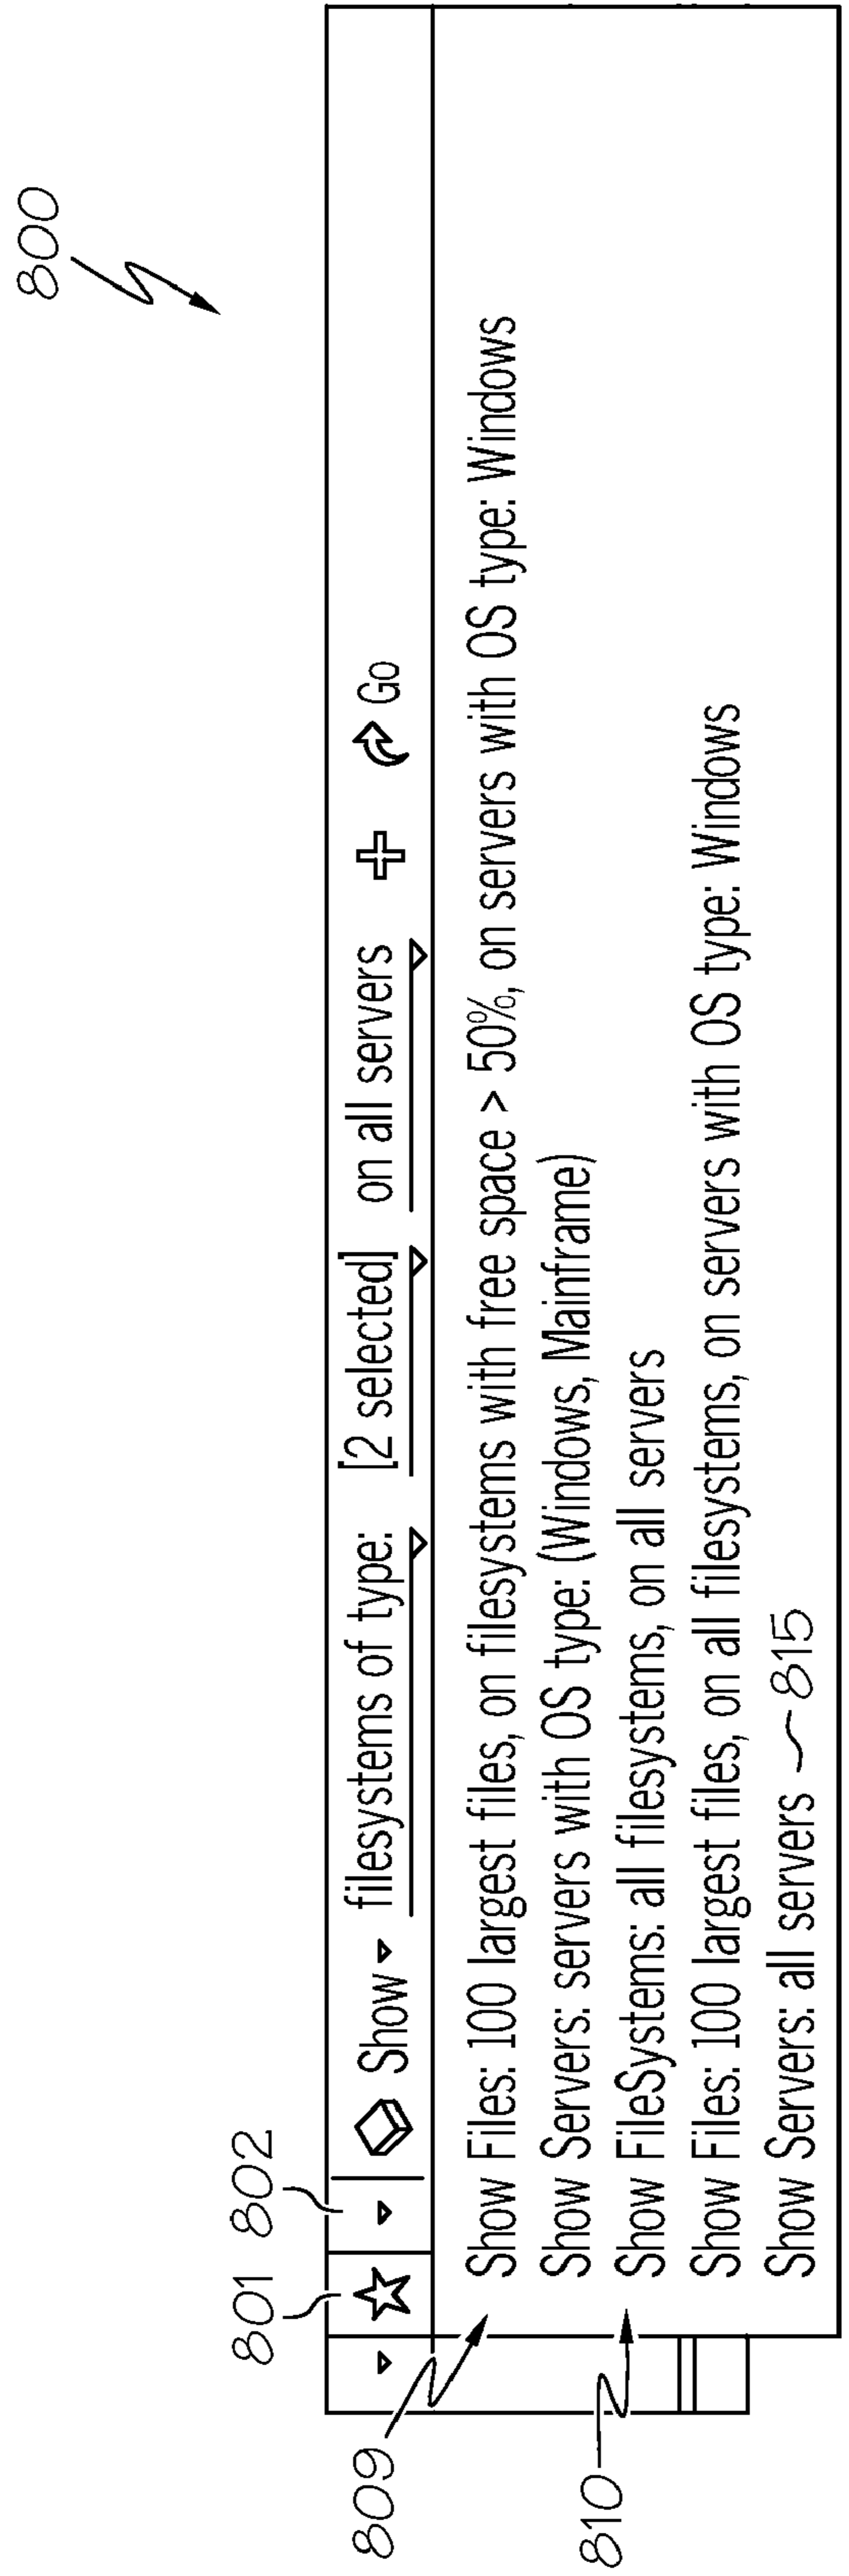 800
801 802
Show filesystems of type: [2 selected] on all servers Go
809
Show Files: 100 largest files, on filesystems with free space > 50%, on servers with OS type: Windows
Show Servers: servers with OS type: (Windows, Mainframe)
810
Show FileSystems: all filesystems, on all servers
Show Files: 100 largest files, on all filesystems, on servers with OS type: Windows
Show Servers: all servers 815